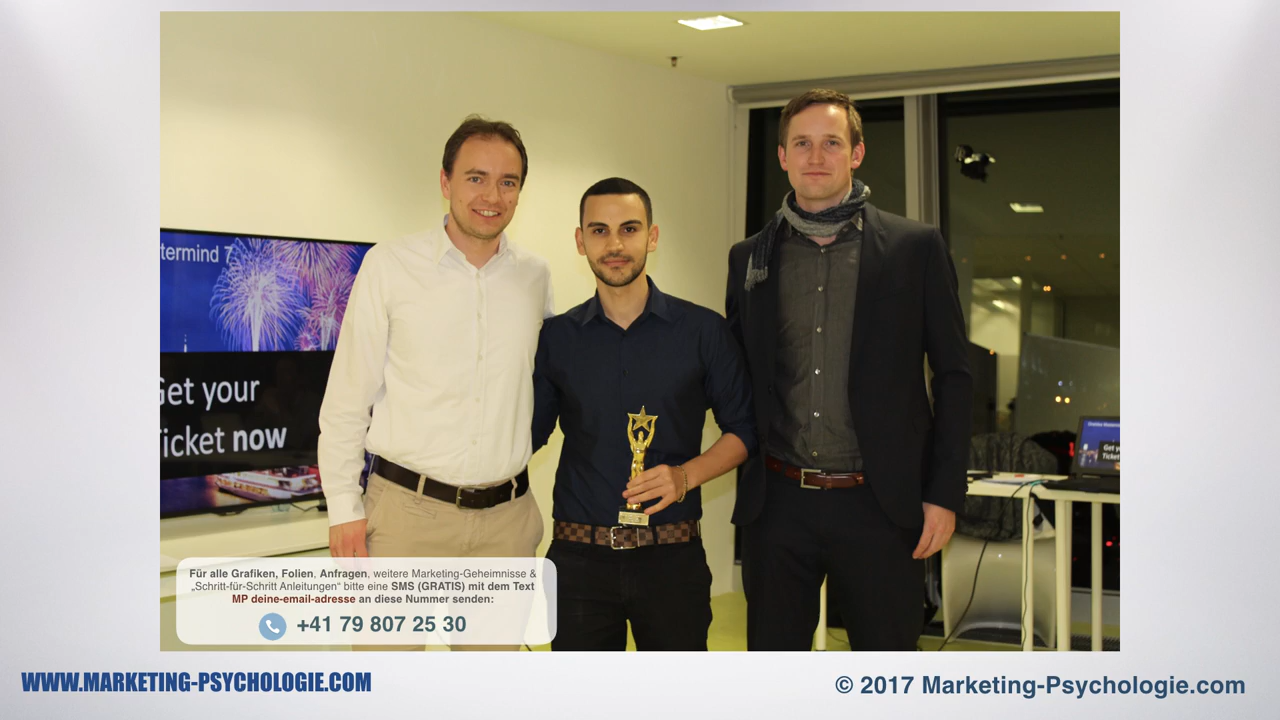 termind 7
Get your
Ticket now
Get y
Ticket
Für alle Grafiken, Folien, Anfragen, weitere Marketing-Geheimnisse &
„Schritt-für-Schritt Anleitungen“ bitte eine SMS (GRATIS) mit dem Text
MP deine-email-adresse an diese Nummer senden:
+41 79 807 25 30
WWW.MARKETING-PSYCHOLOGIE.COM
© 2017 Marketing-Psychologie.com